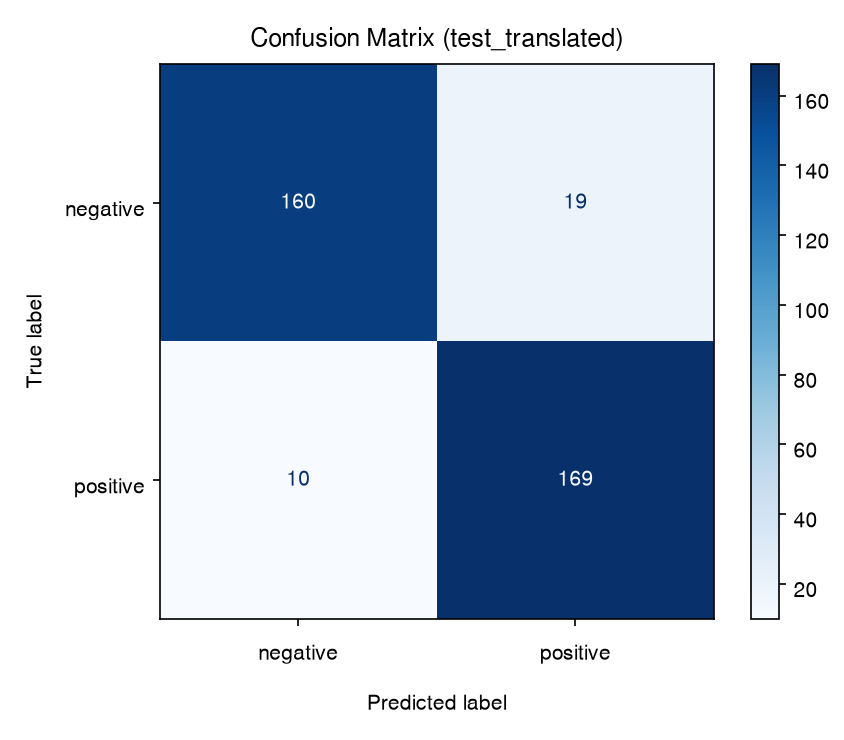 Confusion Matrix (test_translated)
negative
160
19
positive
10
169
True label
negative
positive
Predicted label
160
140
120
100
80
60
40
20